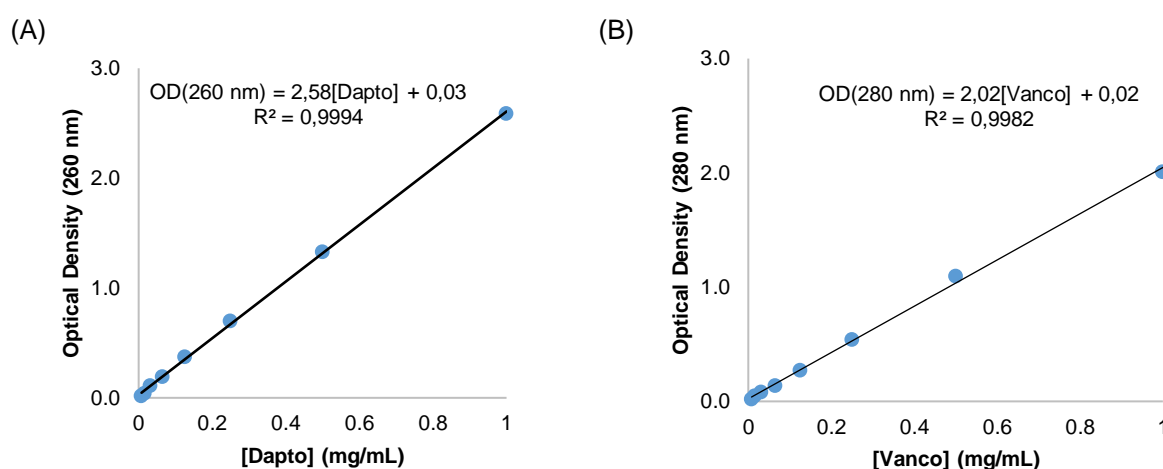 (A)
OD(260 nm) = 2,58[Dapto] + 0,03
R² = 0,9994
Optical Density (260 nm)
3.0
2.0
1.0
0.0
0 0.2 0.4 0.6 0.8 1
[Dapto] (mg/mL)
(B)
OD(280 nm) = 2,02[Vanco] + 0,02
R² = 0,9982
Optical Density (280 nm)
3.0
2.0
1.0
0.0
0 0.2 0.4 0.6 0.8 1
[Vanco] (mg/mL)